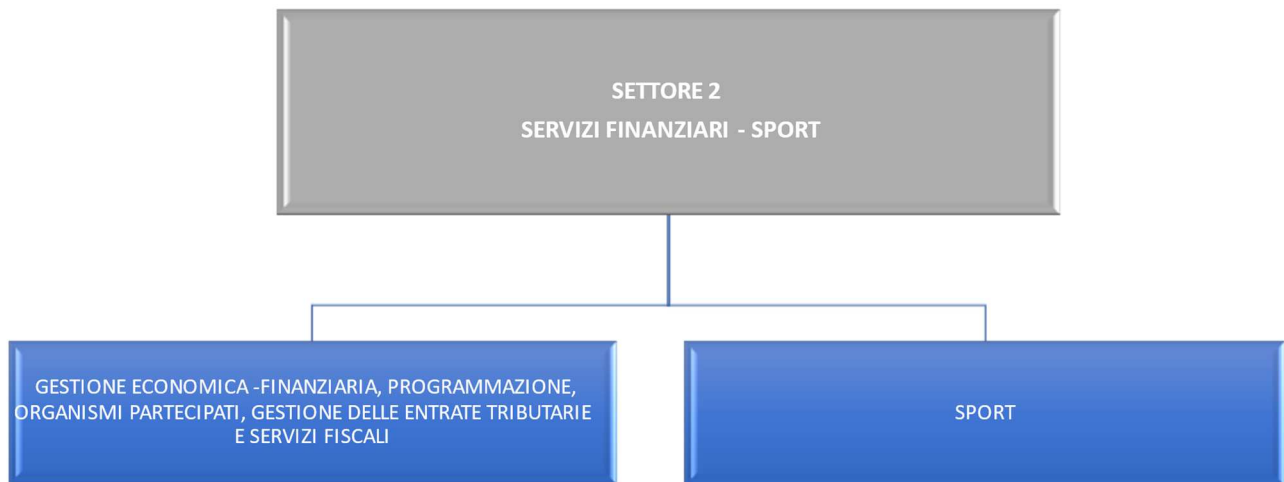 SETTORE 2
SERVIZI FINANZIARI - SPORT
GESTIONE ECONOMICA -FINANZIARIA, PROGRAMMAZIONE,
ORGANISMI PARTECIPATI, GESTIONE DELLE ENTRATE TRIBUTARIE
E SERVIZI FISCALI
SPORT